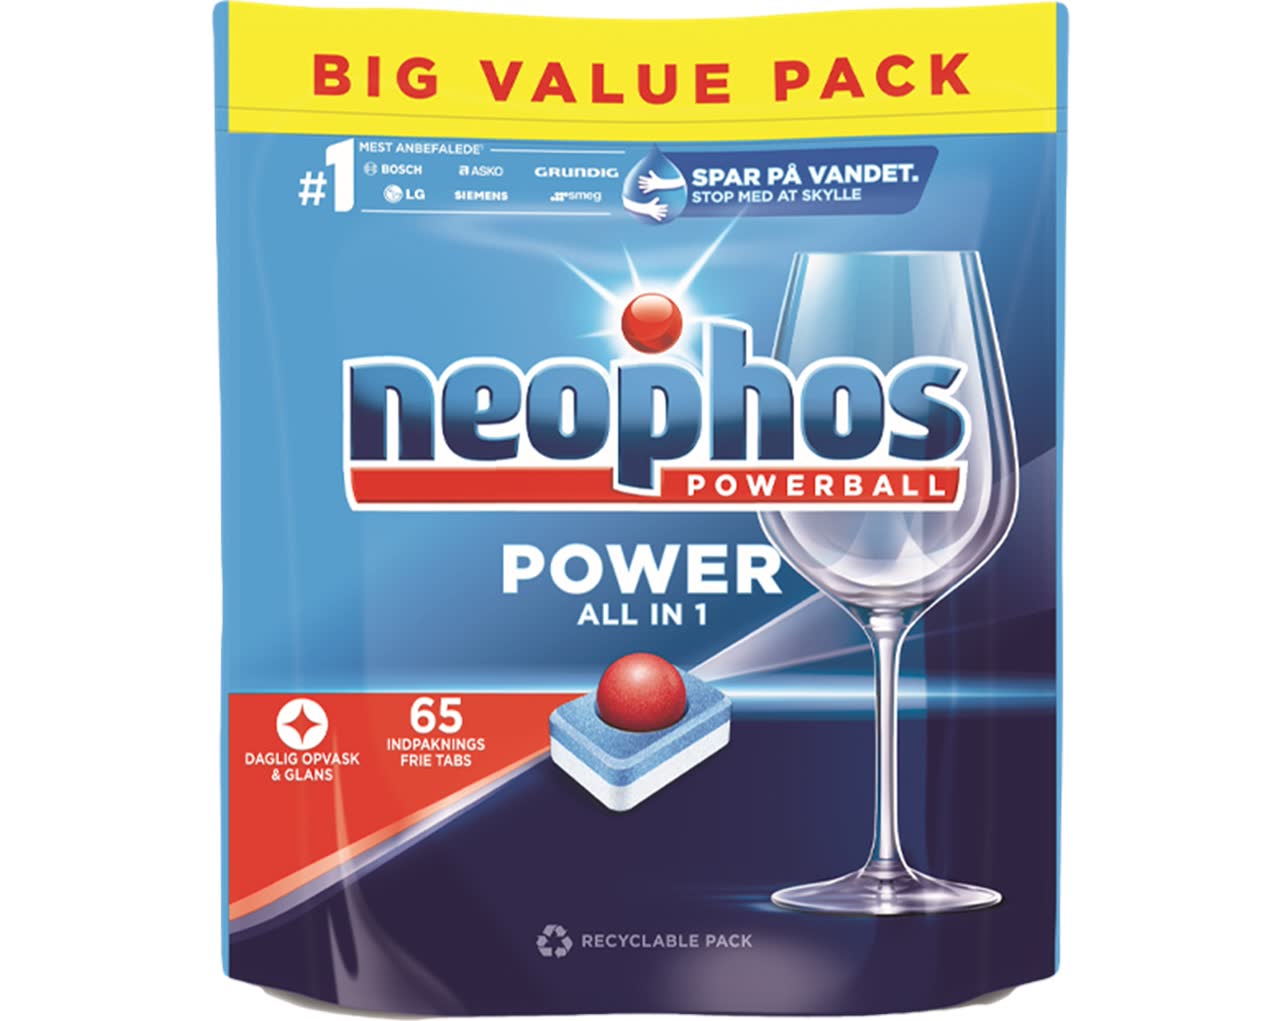 BIG VALUE PACK
#1 MEST ANBEFALEDE¹
BOSCH ASKO GRUNDIG
LG SIEMENS smeg
SPAR PÅ VANDET.
STOP MED AT SKYLLE
neophos
POWERBALL
POWER
ALL IN 1
DAGLIG OPVASK
& GLANS
65
INDPAKNINGS
FRIE TABS
RECYCLABLE PACK